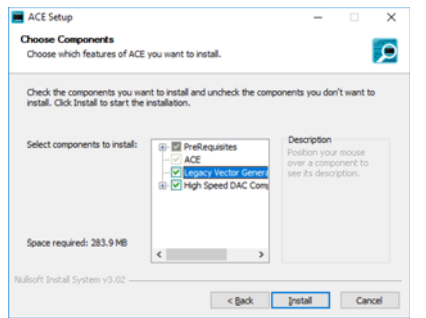 ACE Setup
Choose Components
Choose which features of ACE you want to install.
Check the components you want to install and uncheck the components you don't want to
install. Click Install to start the installation.
Select components to install:
PreRequisites
ACE
Legacy Vector Genera
High Speed DAC Comp
Description
Position your mouse
over a component to
see its description.
Space required: 283.9 MB
Nullsoft Install System v3.02
< Back
Install
Cancel